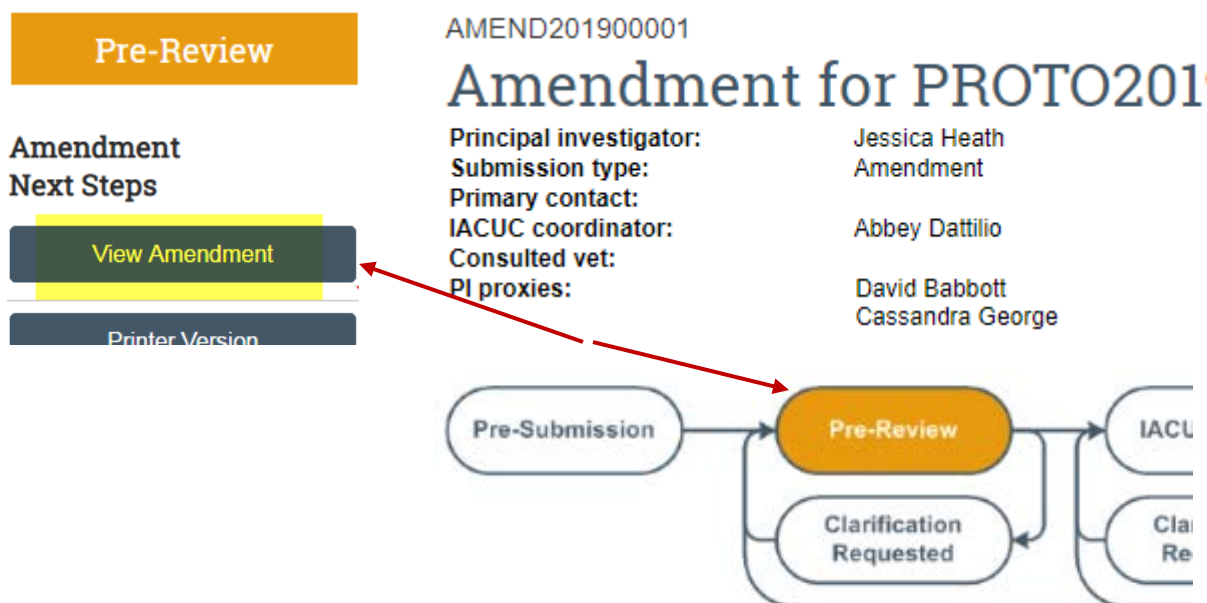 Pre-Review
Amendment
Next Steps
View Amendment
Printer Version
AMEND201900001
Amendment for PROTO201
Principal investigator: Jessica Heath
Submission type: Amendment
Primary contact:
IACUC coordinator: Abbey Dattilio
Consulted vet:
PI proxies: David Babbott
Cassandra George
Pre-Submission
Pre-Review
IACU
Clarification
Requested
Cla
Re